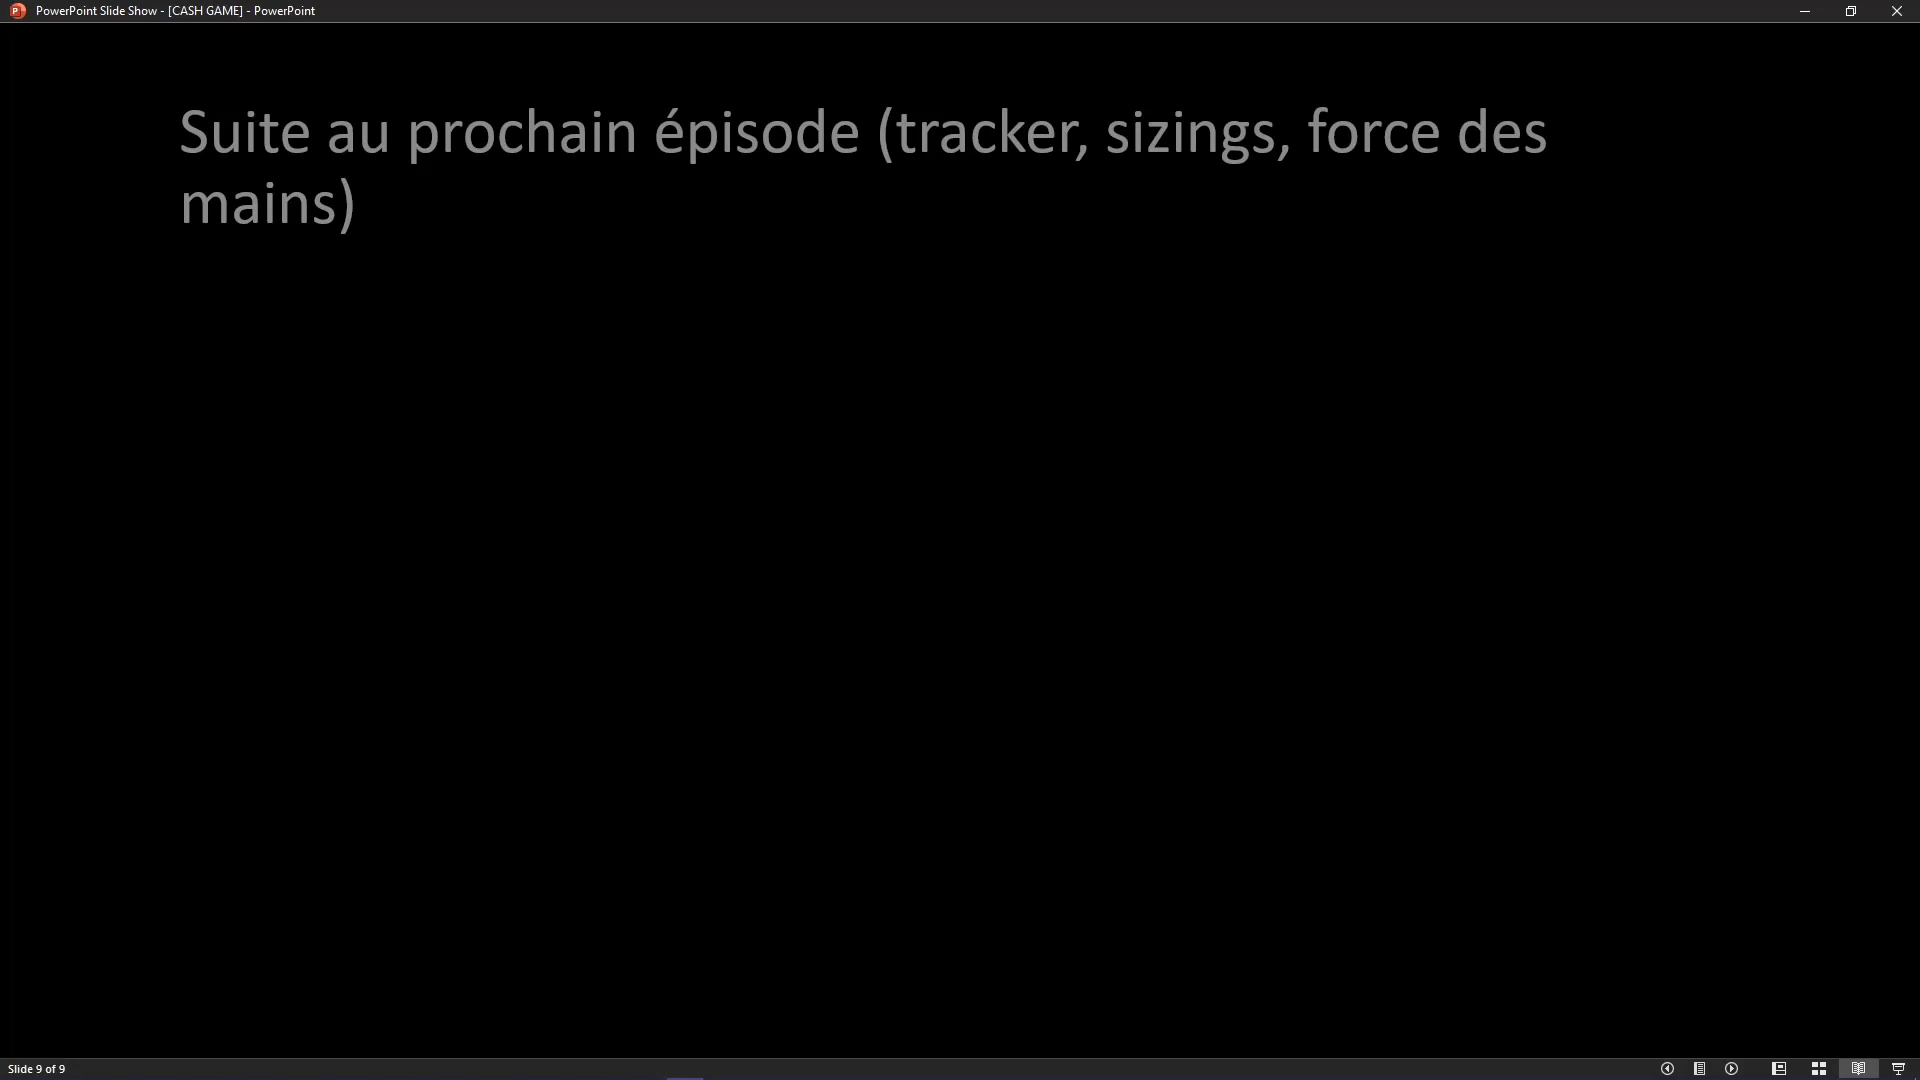 PowerPoint Slide Show - [CASH GAME] - PowerPoint
Suite au prochain épisode (tracker, sizings, force des
mains)
Slide 9 of 9